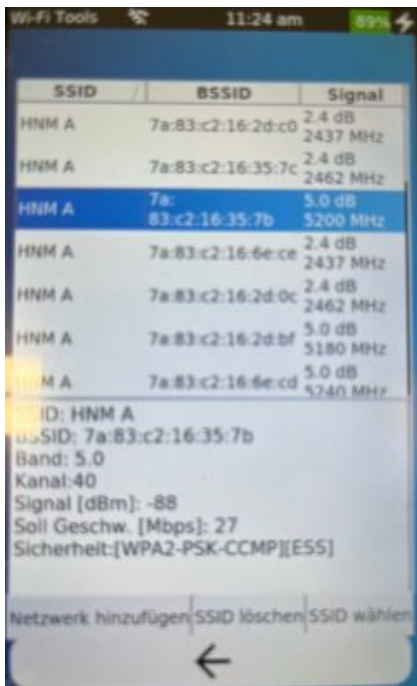 Wi-Fi Tools 11:24 am 89%
SSID / BSSID Signal
HNM A 7a:83:c2:16:2d:c0 2.4 dB 2437 MHz
HNM A 7a:83:c2:16:35:7c 2.4 dB 2462 MHz
HNM A 7a:83:c2:16:35:7b 5.0 dB 5200 MHz
HNM A 7a:83:c2:16:6e:ce 2.4 dB 2437 MHz
HNM A 7a:83:c2:16:2d:0c 2.4 dB 2462 MHz
HNM A 7a:83:c2:16:2d:bf 5.0 dB 5180 MHz
HNM A 7a:83:c2:16:6e:cd 5.0 dB 5240 MHz
SSID: HNM A
BSSID: 7a:83:c2:16:35:7b
Band: 5.0
Kanal:40
Signal [dBm]: -88
Soll Geschw. [Mbps]: 27
Sicherheit:[WPA2-PSK-CCMP][ESS]
Netzwerk hinzufügen SSID löschen SSID wählen